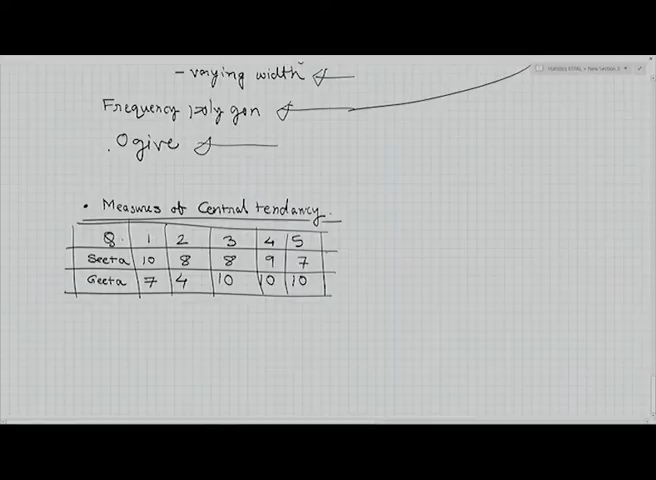 - varying width
Frequency polygon
Ogive
• Measures of Central tendancy.
Q. 1 2 3 4 5
Seeta 10 8 8 9 7
Geeta 7 4 10 10 10